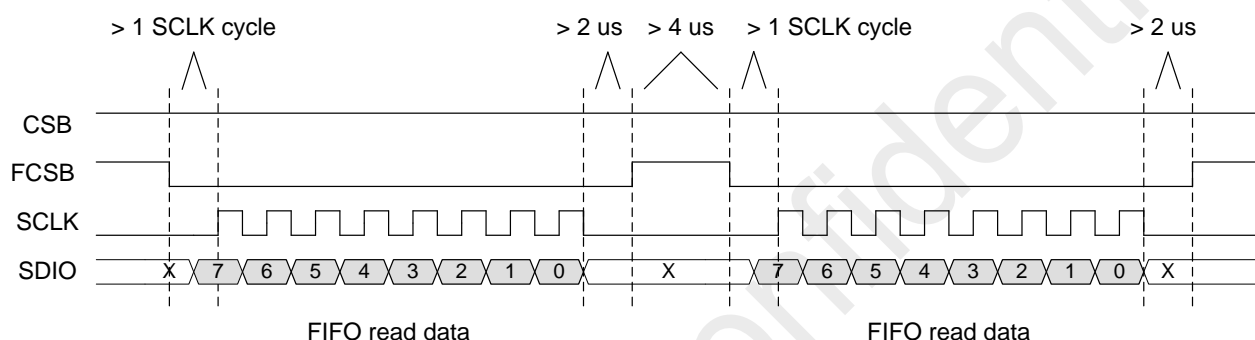 > 1 SCLK cycle > 2 us > 4 us > 1 SCLK cycle > 2 us
CSB
FCSB
SCLK
SDIO X 7 6 5 4 3 2 1 0 X 7 6 5 4 3 2 1 0 X
FIFO read data FIFO read data